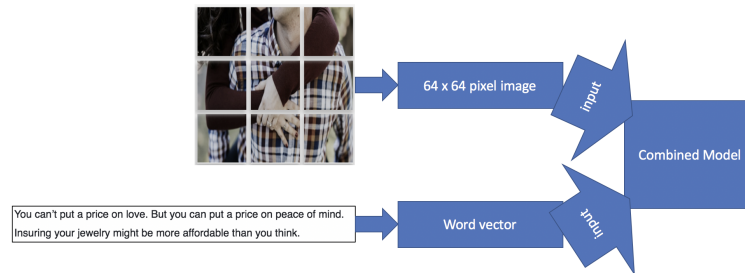 64 x 64 pixel image
input
Combined Model
You can't put a price on love. But you can put a price on peace of mind.
Insuring your jewelry might be more affordable than you think.
Word vector
input